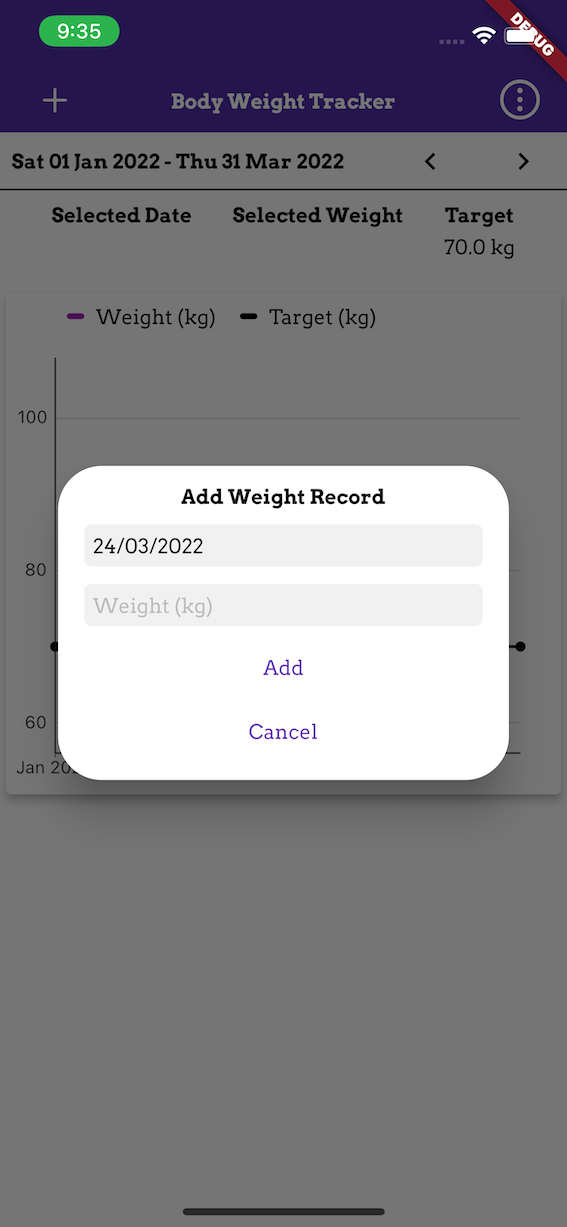 9:35
DEBUG
Body Weight Tracker
Sat 01 Jan 2022 - Thu 31 Mar 2022
Selected Date Selected Weight Target
70.0 kg
Weight (kg) Target (kg)
100
Add Weight Record
24/03/2022
80
Weight (kg)
Add
60
Cancel
Jan